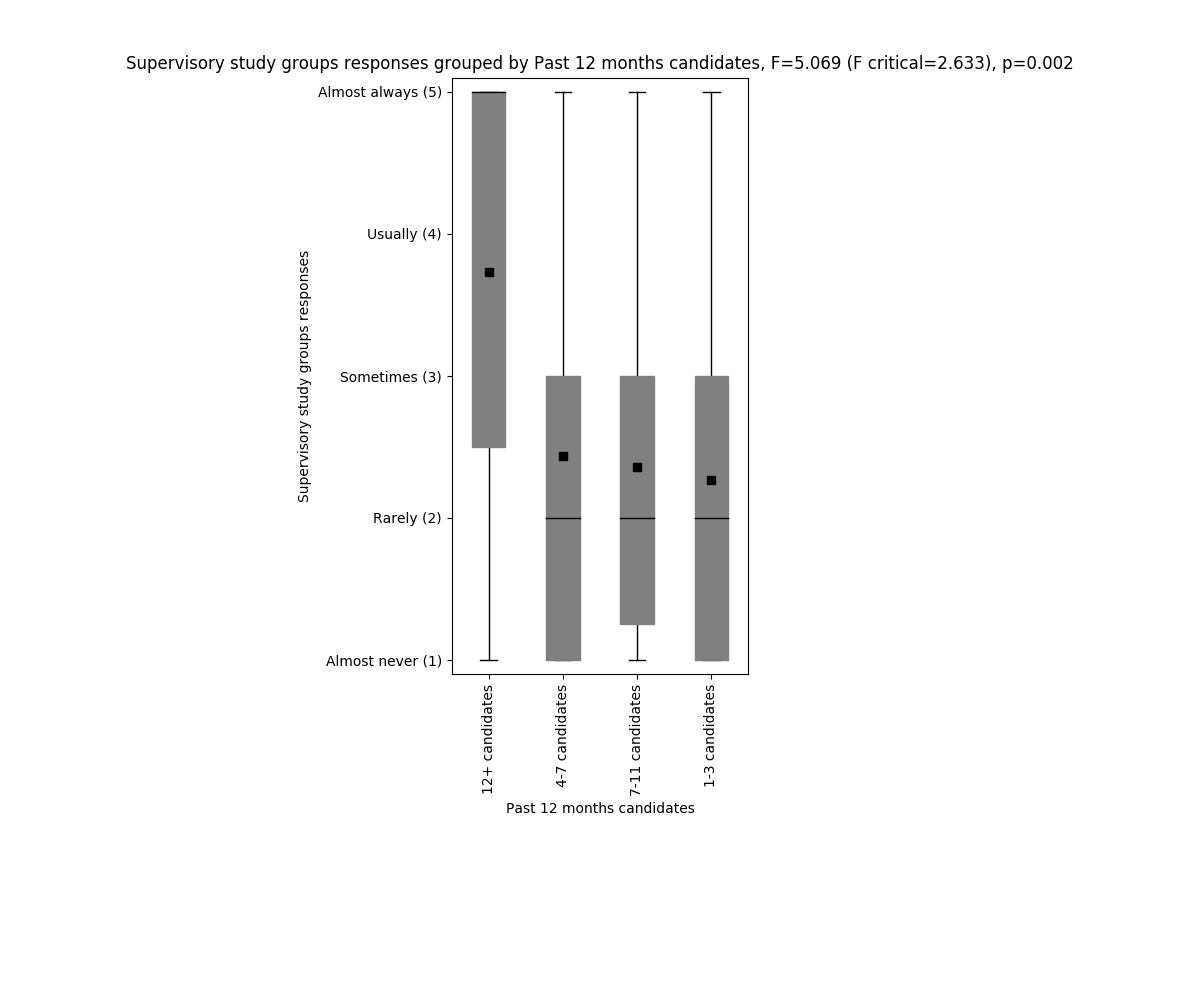 Supervisory study groups responses grouped by Past 12 months candidates, F=5.069 (F critical=2.633), p=0.002
Almost always (5)
Usually (4)
Sometimes (3)
Rarely (2)
Almost never (1)
Supervisory study groups responses
12+ candidates
4-7 candidates
7-11 candidates
1-3 candidates
Past 12 months candidates